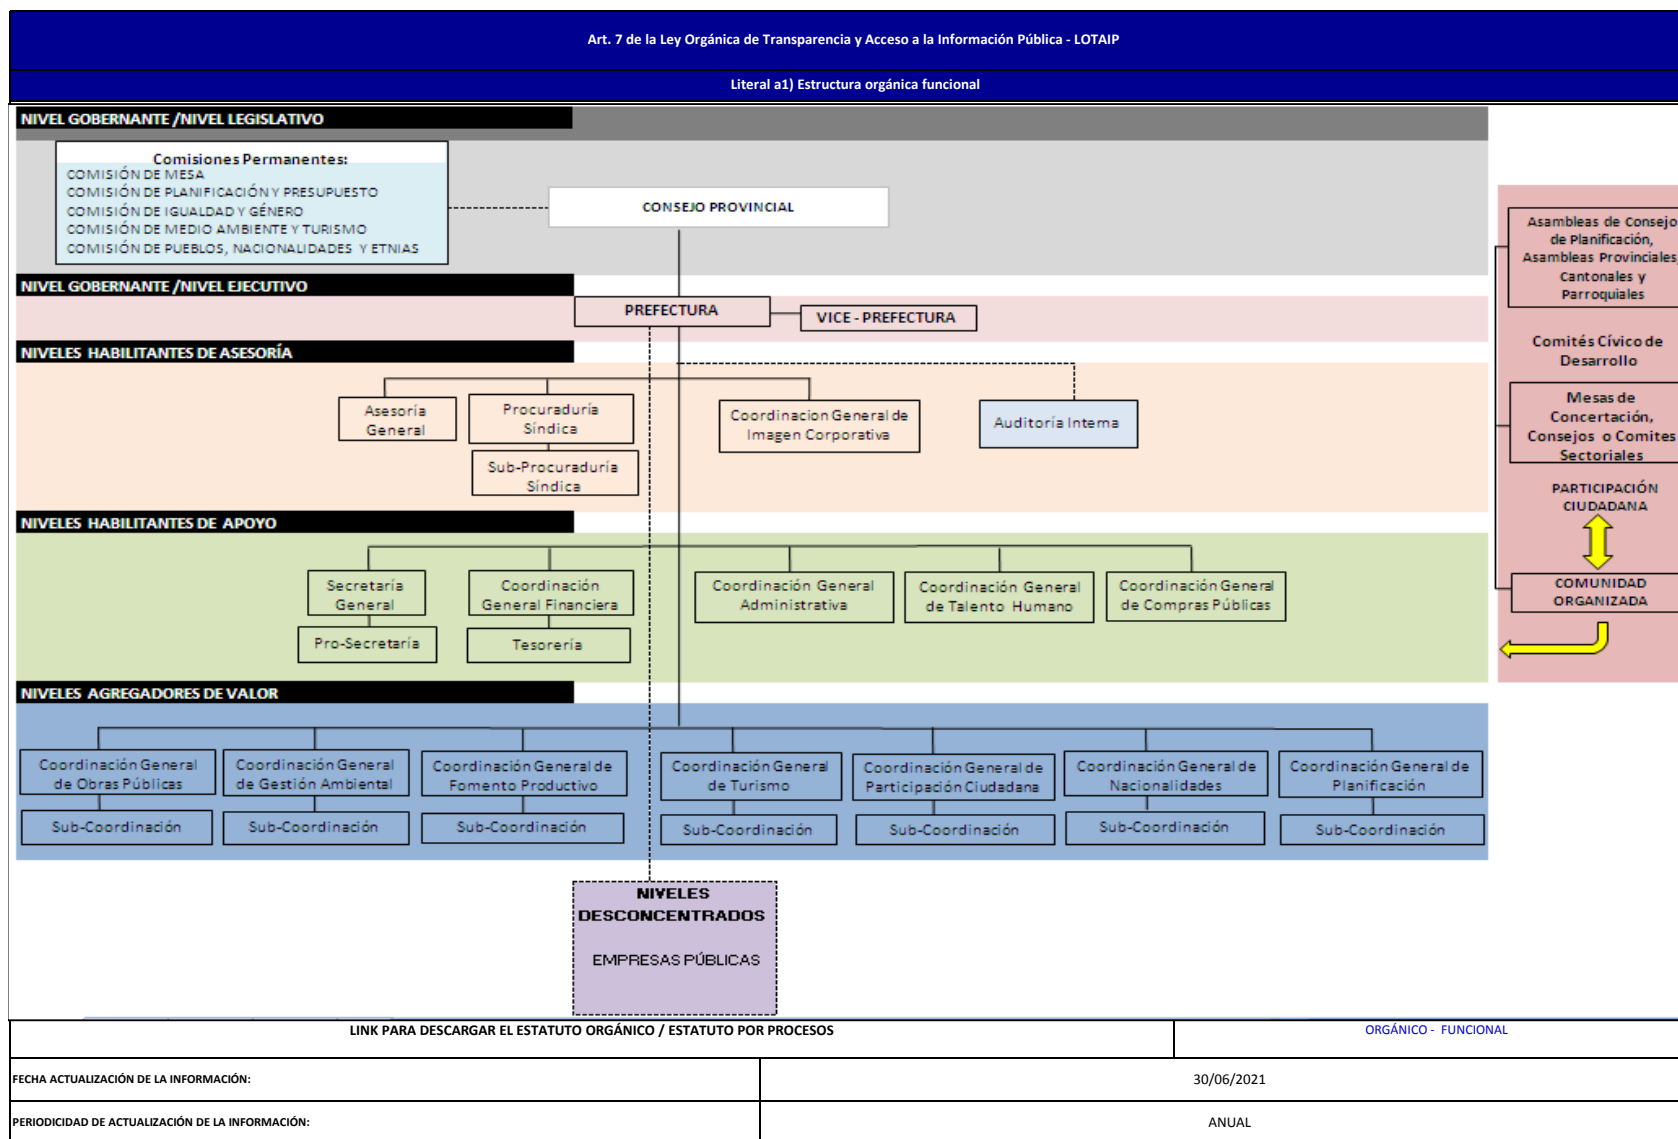 Art. 7 de la Ley Orgánica de Transparencia y Acceso a la Información Pública - LOTAIP
Literal a1) Estructura orgánica funcional
NIVEL GOBERNANTE /NIVEL LEGISLATIVO
Comisiones Permanentes:
COMISIÓN DE MESA
COMISIÓN DE PLANIFICACIÓN Y PRESUPUESTO
COMISIÓN DE IGUALDAD Y GÉNERO
COMISIÓN DE MEDIO AMBIENTE Y TURISMO
COMISIÓN DE PUEBLOS, NACIONALIDADES Y ETNIAS
CONSEJO PROVINCIAL
NIVEL GOBERNANTE /NIVEL EJECUTIVO
PREFECTURA
VICE - PREFECTURA
NIVELES HABILITANTES DE ASESORÍA
Asesoría
General
Procuraduría
Síndica
Sub-Procuraduría
Síndica
Coordinacion General de
Imagen Corporativa
Auditoría Interna
NIVELES HABILITANTES DE APOYO
Secretaría
General
Pro-Secretaría
Coordinación
General Financiera
Tesorería
Coordinación General
Administrativa
Coordinación General
de Talento Humano
Coordinación General
de Compras Públicas
NIVELES AGREGADORES DE VALOR
Coordinación General
de Obras Públicas
Sub-Coordinación
Coordinación General
de Gestión Ambiental
Sub-Coordinación
Coordinación General de
Fomento Productivo
Sub-Coordinación
Coordinación General
de Turismo
Sub-Coordinación
Coordinación General de
Participación Ciudadana
Sub-Coordinación
Coordinación General de
Nacionalidades
Sub-Coordinación
Coordinación General de
Planificación
Sub-Coordinación
NIVELES
DESCONCENTRADOS
EMPRESAS PÚBLICAS
Asambleas de Consejo
de Planificación,
Asambleas Provinciales,
Cantonales y
Parroquiales
Comités Cívico de
Desarrollo
Mesas de
Concertación,
Consejos o Comites
Sectoriales
PARTICIPACIÓN
CIUDADANA
COMUNIDAD
ORGANIZADA
LINK PARA DESCARGAR EL ESTATUTO ORGÁNICO / ESTATUTO POR PROCESOS
ORGÁNICO - FUNCIONAL
FECHA ACTUALIZACIÓN DE LA INFORMACIÓN:
30/06/2021
PERIODICIDAD DE ACTUALIZACIÓN DE LA INFORMACIÓN:
ANUAL